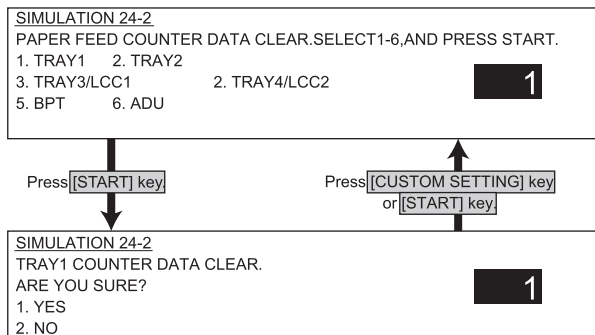 SIMULATION 24-2
PAPER FEED COUNTER DATA CLEAR.SELECT1-6,AND PRESS START.
1. TRAY1 2. TRAY2
3. TRAY3/LCC1 2. TRAY4/LCC2
5. BPT 6. ADU
1
Press [START] key.
Press [CUSTOM SETTING] key
or [START] key.
SIMULATION 24-2
TRAY1 COUNTER DATA CLEAR.
ARE YOU SURE?
1. YES
2. NO
1